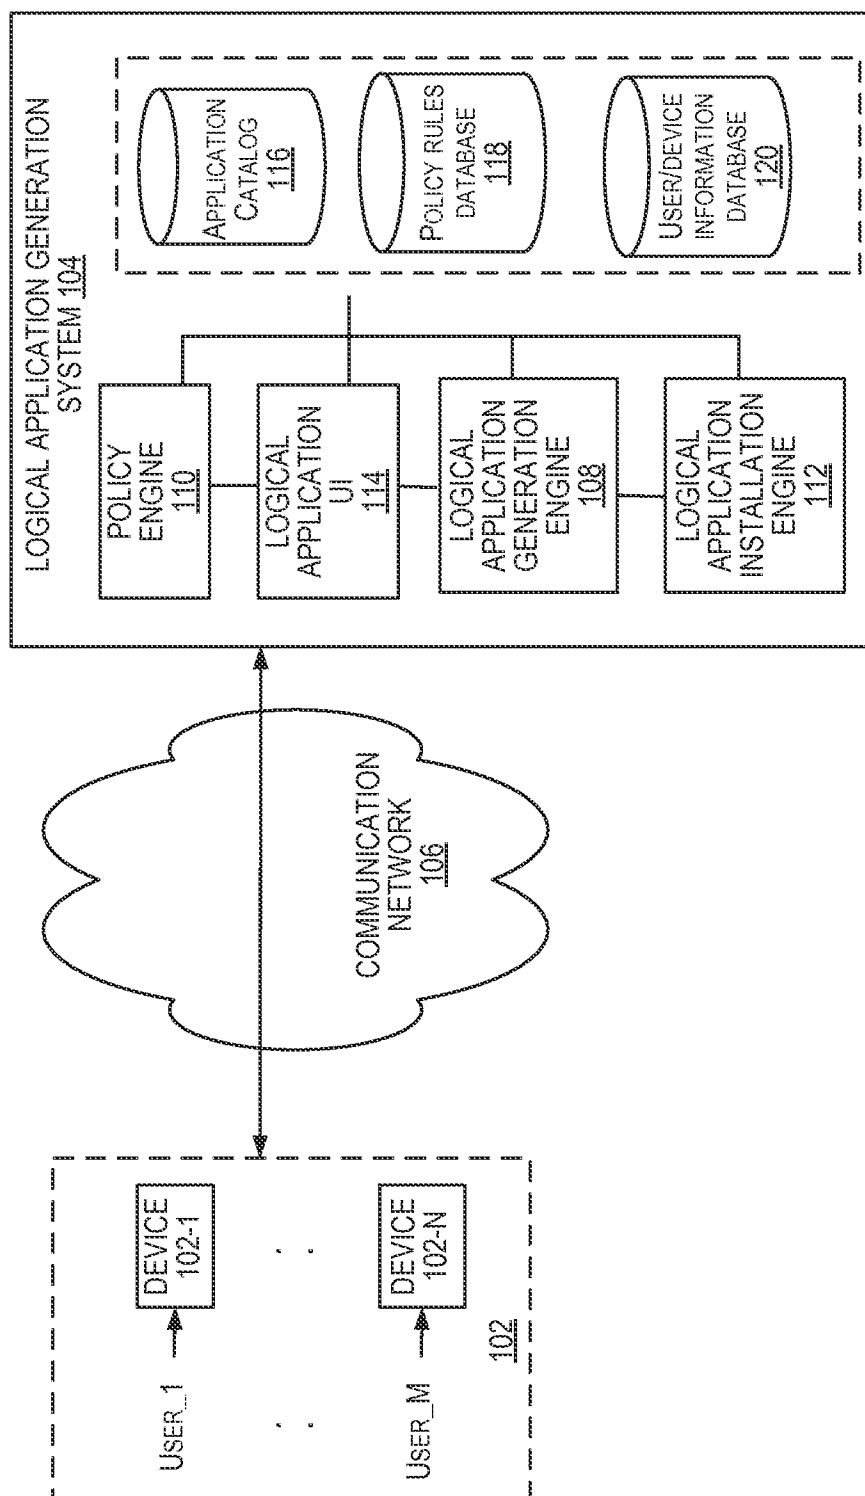 USER_1
USER_M
DEVICE
102-1
DEVICE
102-N
102
COMMUNICATION
NETWORK
106
LOGICAL APPLICATION GENERATION
SYSTEM 104
POLICY
ENGINE
110
LOGICAL
APPLICATION
UI
114
LOGICAL
APPLICATION
GENERATION
ENGINE
108
LOGICAL
APPLICATION
INSTALLATION
ENGINE
112
APPLICATION
CATALOG
116
POLICY RULES
DATABASE
118
USER/DEVICE
INFORMATION
DATABASE
120